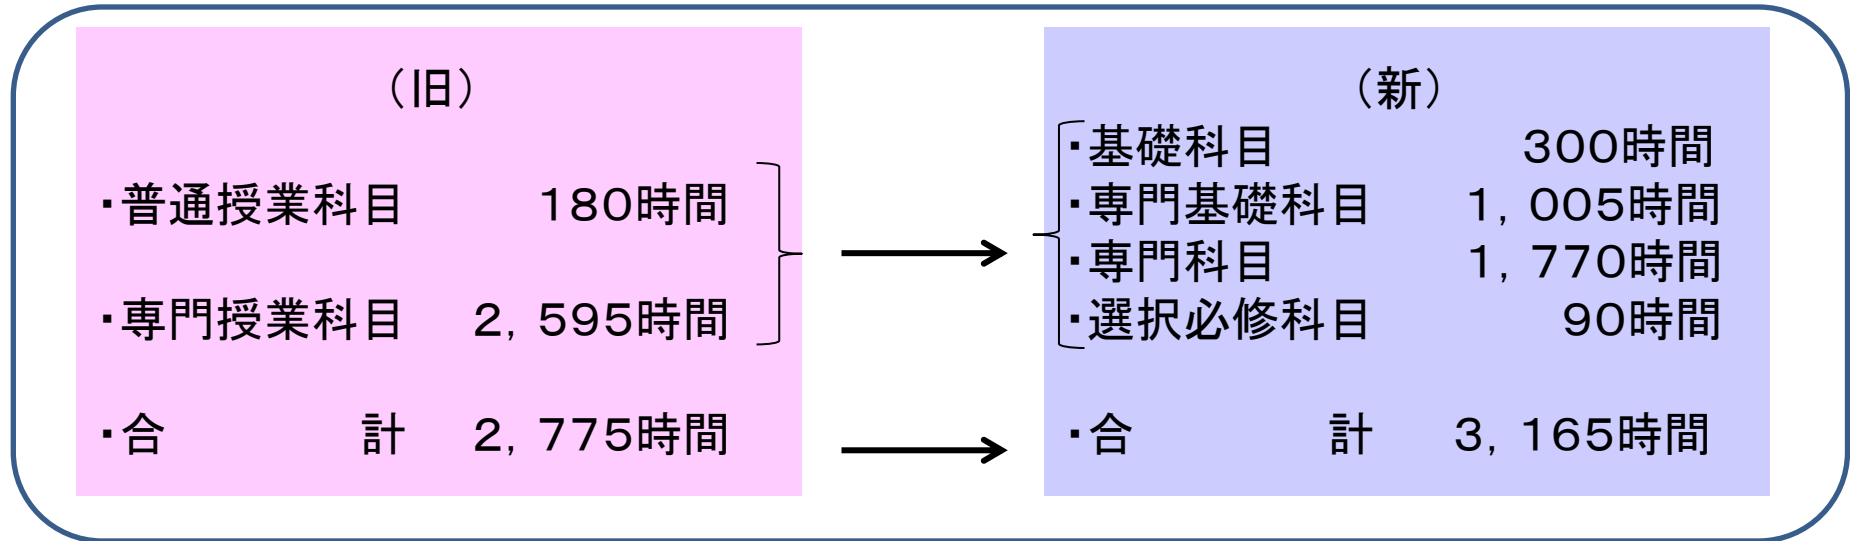 （旧）
・普通授業科目　180時間
・専門授業科目　2，595時間
・合　計　2，775時間
（新）
・基礎科目　300時間
・専門基礎科目　1，005時間
・専門科目　1，770時間
・選択必修科目　90時間
・合　計　3，165時間